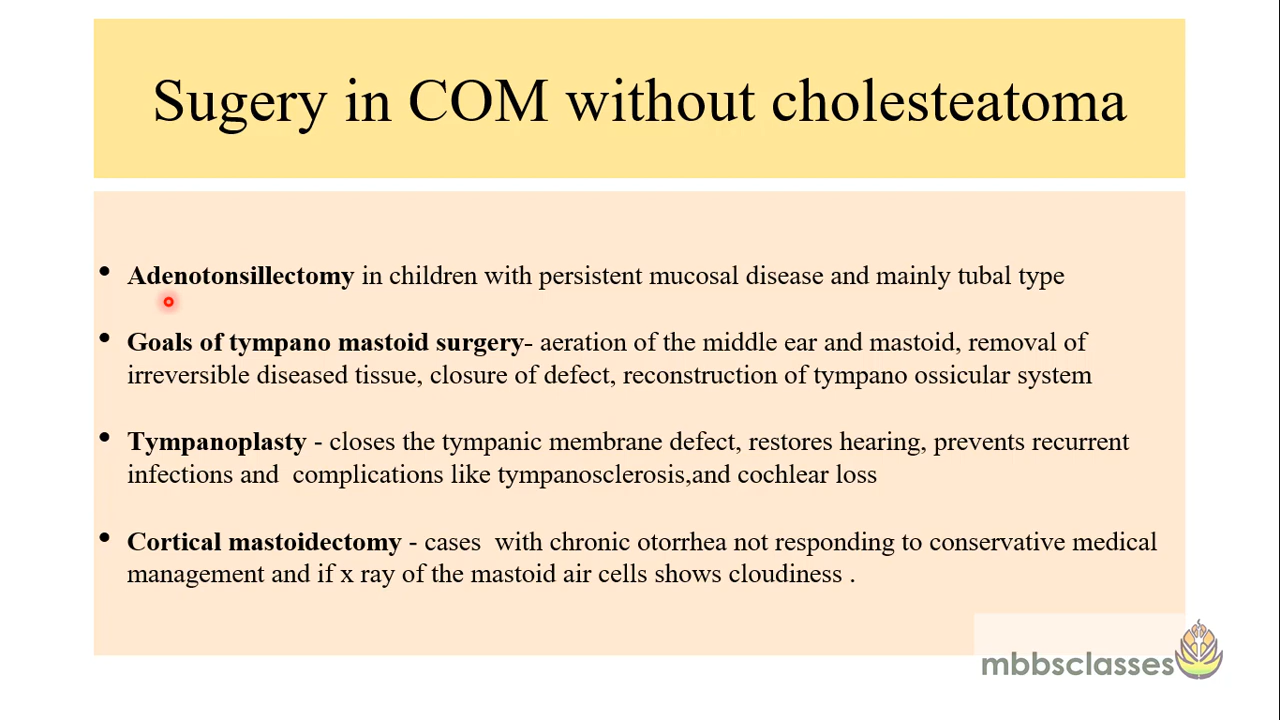 Sugery in COM without cholesteatoma
• Adenotonsillectomy in children with persistent mucosal disease and mainly tubal type
• Goals of tympano mastoid surgery- aeration of the middle ear and mastoid, removal of
irreversible diseased tissue, closure of defect, reconstruction of tympano ossicular system
• Tympanoplasty - closes the tympanic membrane defect, restores hearing, prevents recurrent
infections and  complications like tympanosclerosis,and cochlear loss
• Cortical mastoidectomy - cases  with chronic otorrhea not responding to conservative medical
management and if x ray of the mastoid air cells shows cloudiness .
mbbsclasses